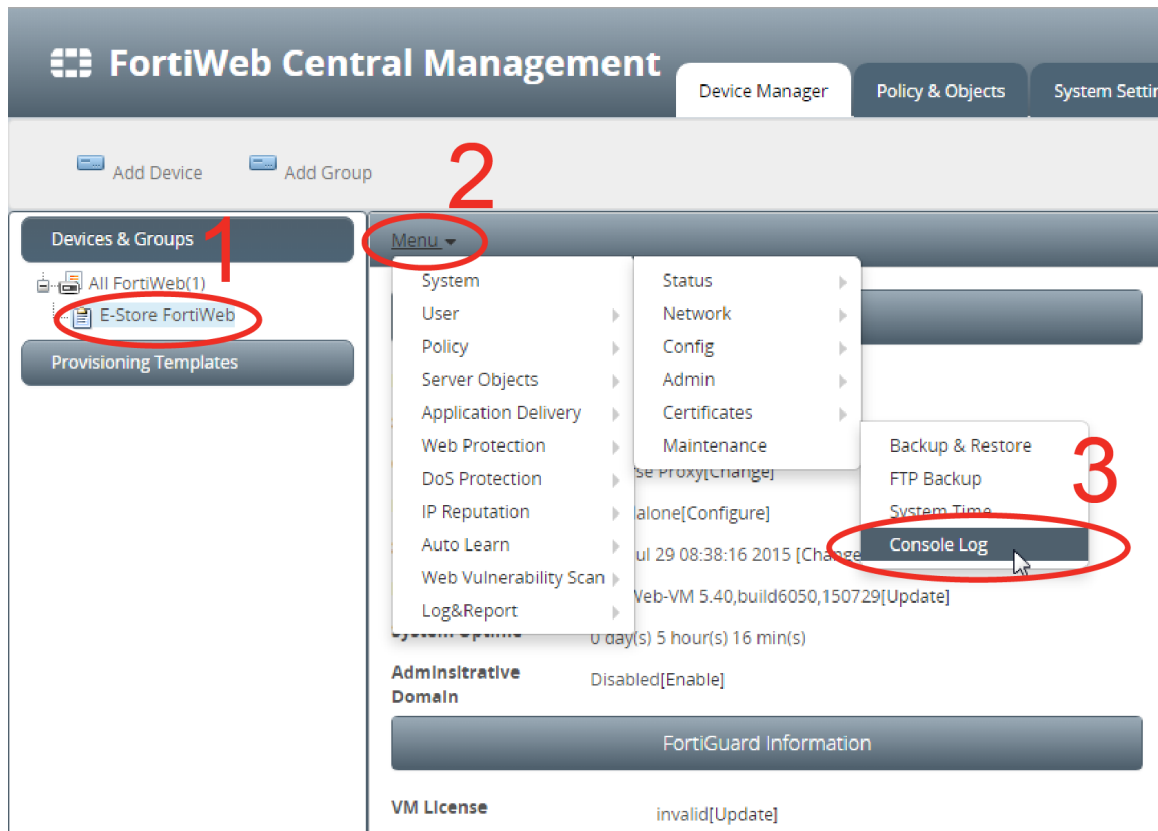 FortiWeb Central Management
Device Manager
Policy & Objects
System Settin
Add Device
Add Group
2
Devices & Groups
1
Menu
All FortiWeb(1)
E-Store FortiWeb
Provisioning Templates
System
User
Policy
Server Objects
Application Delivery
Web Protection
DoS Protection
IP Reputation
Auto Learn
Web Vulnerability Scan
Log&Report
Status
Network
Config
Admin
Certificates
Maintenance
Backup & Restore
FTP Backup
System Time
Console Log
3
se Proxy[Change]
alone[Configure]
ul 29 08:38:16 2015 [Change
Web-VM 5.40,build6050,150729[Update]
System Uptime
0 day(s) 5 hour(s) 16 min(s)
Adminsitrative
Domain
Disabled[Enable]
FortiGuard Information
VM License
invalid[Update]